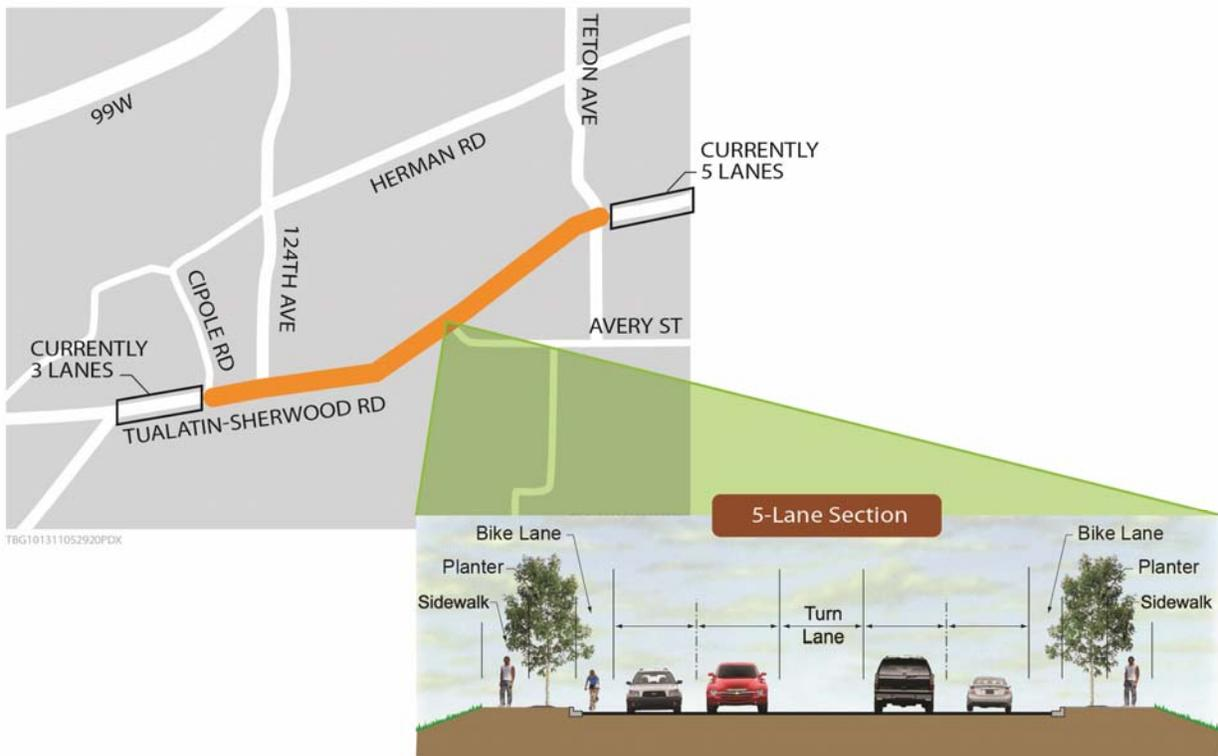 99W
TETON AVE
HERMAN RD
CURRENTLY
5 LANES
124TH AVE
CIPOLE RD
AVERY ST
CURRENTLY
3 LANES
TUALATIN-SHERWOOD RD
TBG101311052920PDX
5-Lane Section
Bike Lane
Bike Lane
Planter
Planter
Sidewalk
Sidewalk
Turn
Lane